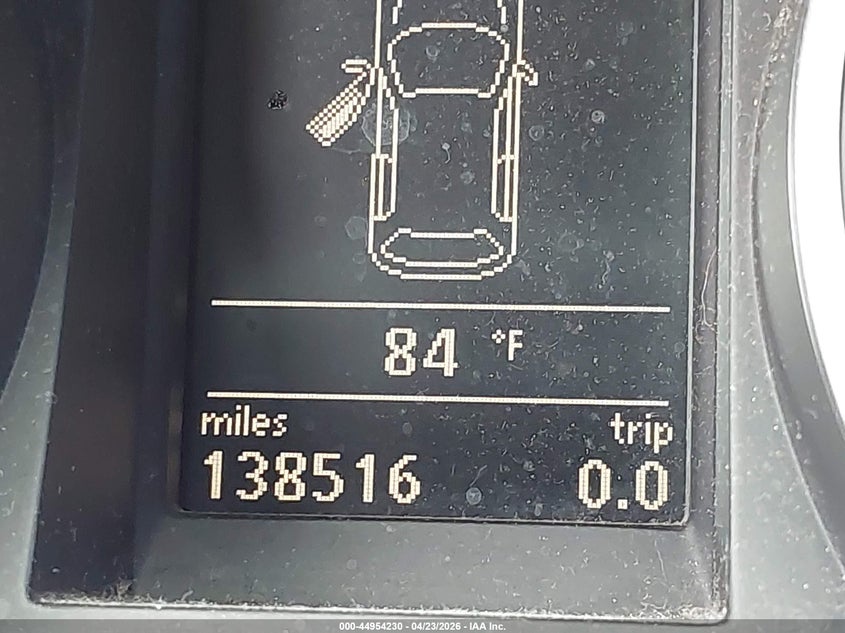 84 °F
miles trip
138516 0.0
000-44954230 - 04/23/2026 - IAA Inc.